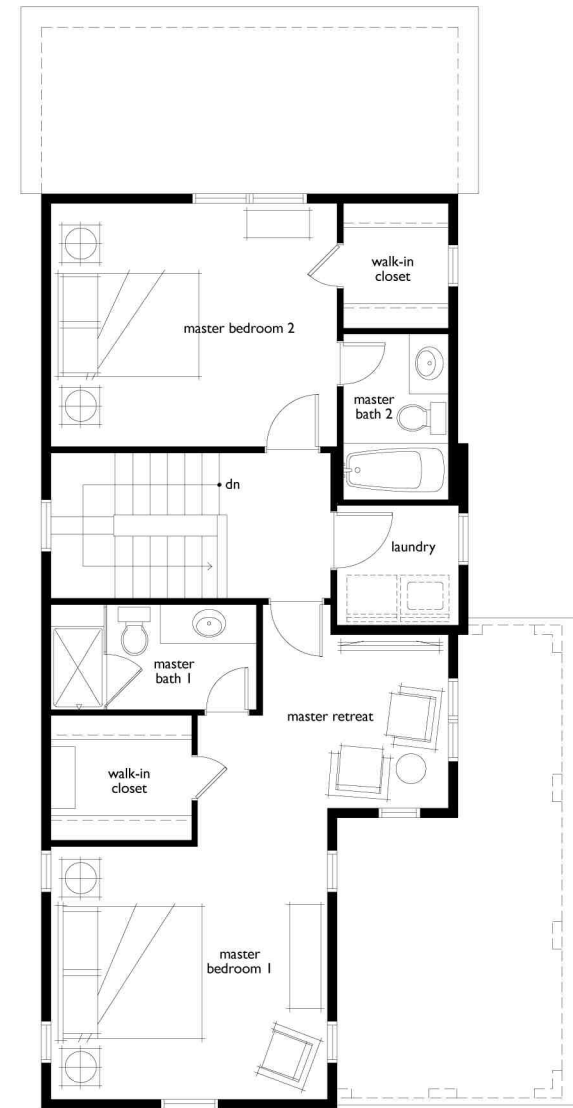 walk-in
closet
master bedroom 2
master
bath 2
dn
laundry
master
bath 1
master retreat
walk-in
closet
master
bedroom 1